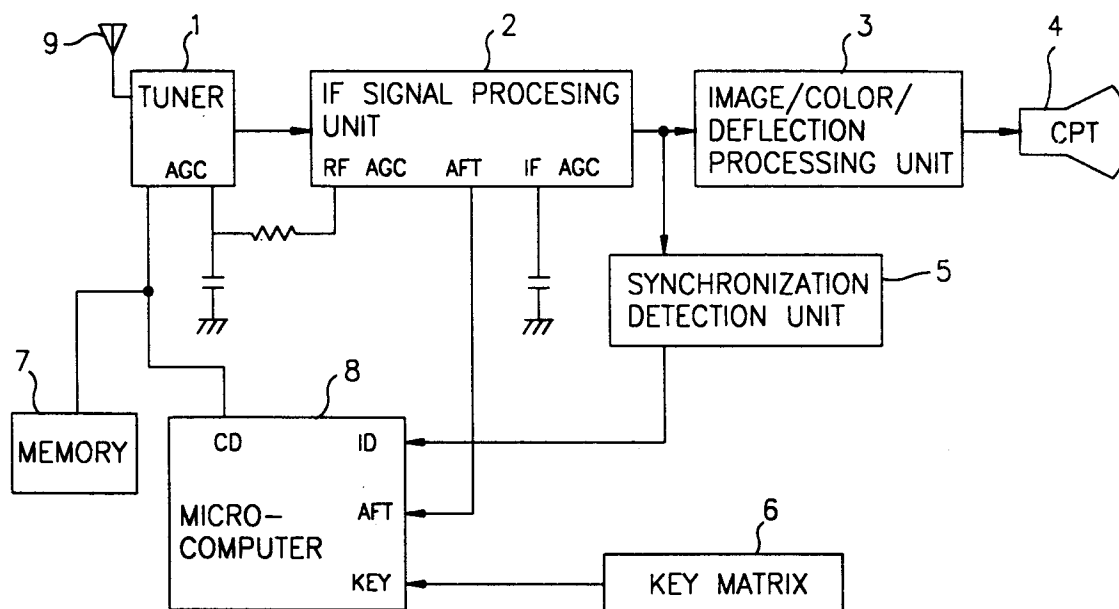 9
1
TUNER
AGC
2
IF SIGNAL PROCESING
UNIT
RF AGC AFT IF AGC
3
IMAGE/COLOR/
DEFLECTION
PROCESSING UNIT
4
CPT
5
SYNCHRONIZATION
DETECTION UNIT
7
MEMORY
8
CD ID
AFT
MICRO-
COMPUTER
KEY
6
KEY MATRIX